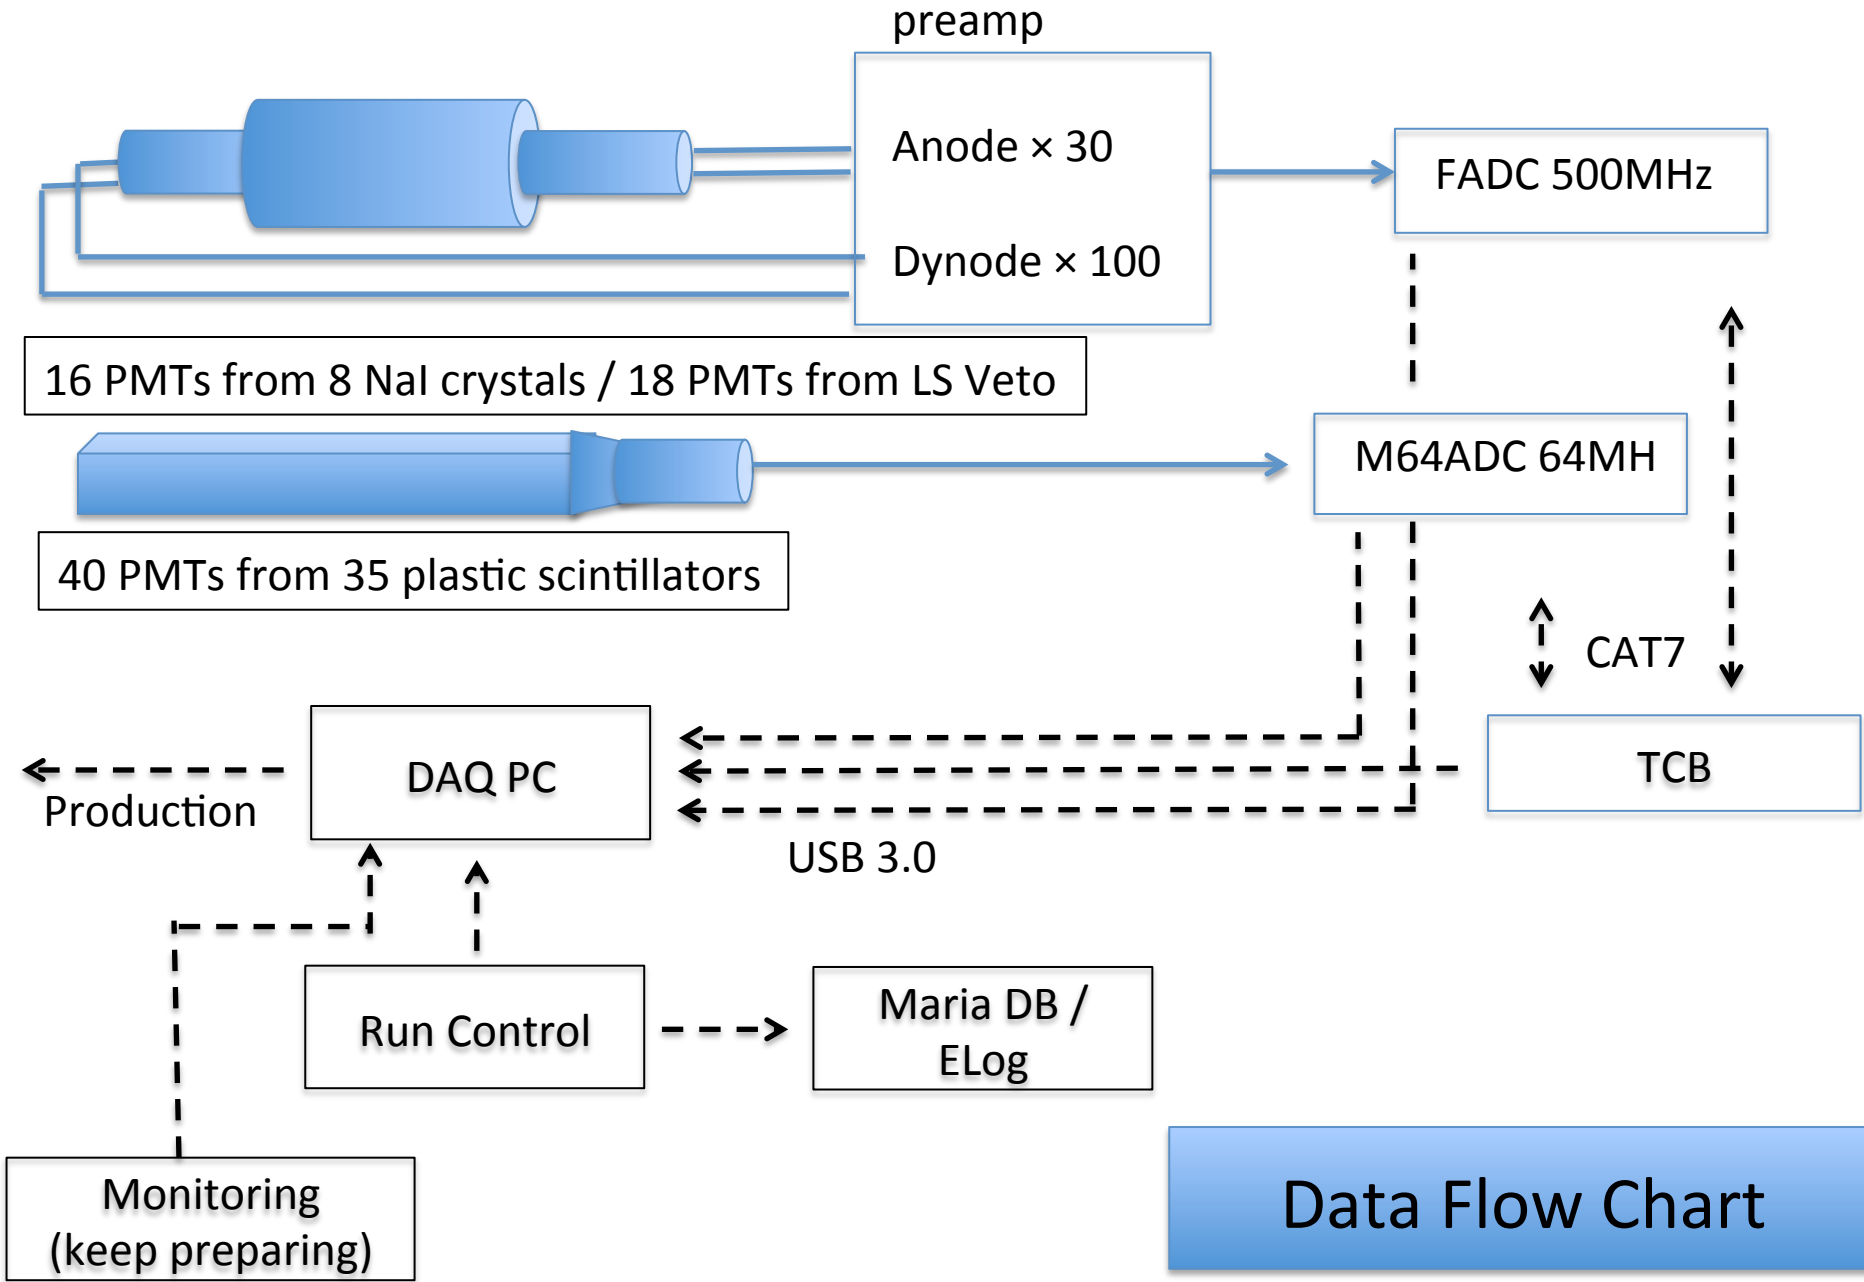 preamp
Anode × 30
FADC 500MHz
Dynode × 100
16 PMTs from 8 NaI crystals / 18 PMTs from LS Veto
M64ADC 64MH
40 PMTs from 35 plastic scintillators
CAT7
DAQ PC
TCB
Production
USB 3.0
Run Control
Maria DB /
ELog
Monitoring
(keep preparing)
Data Flow Chart